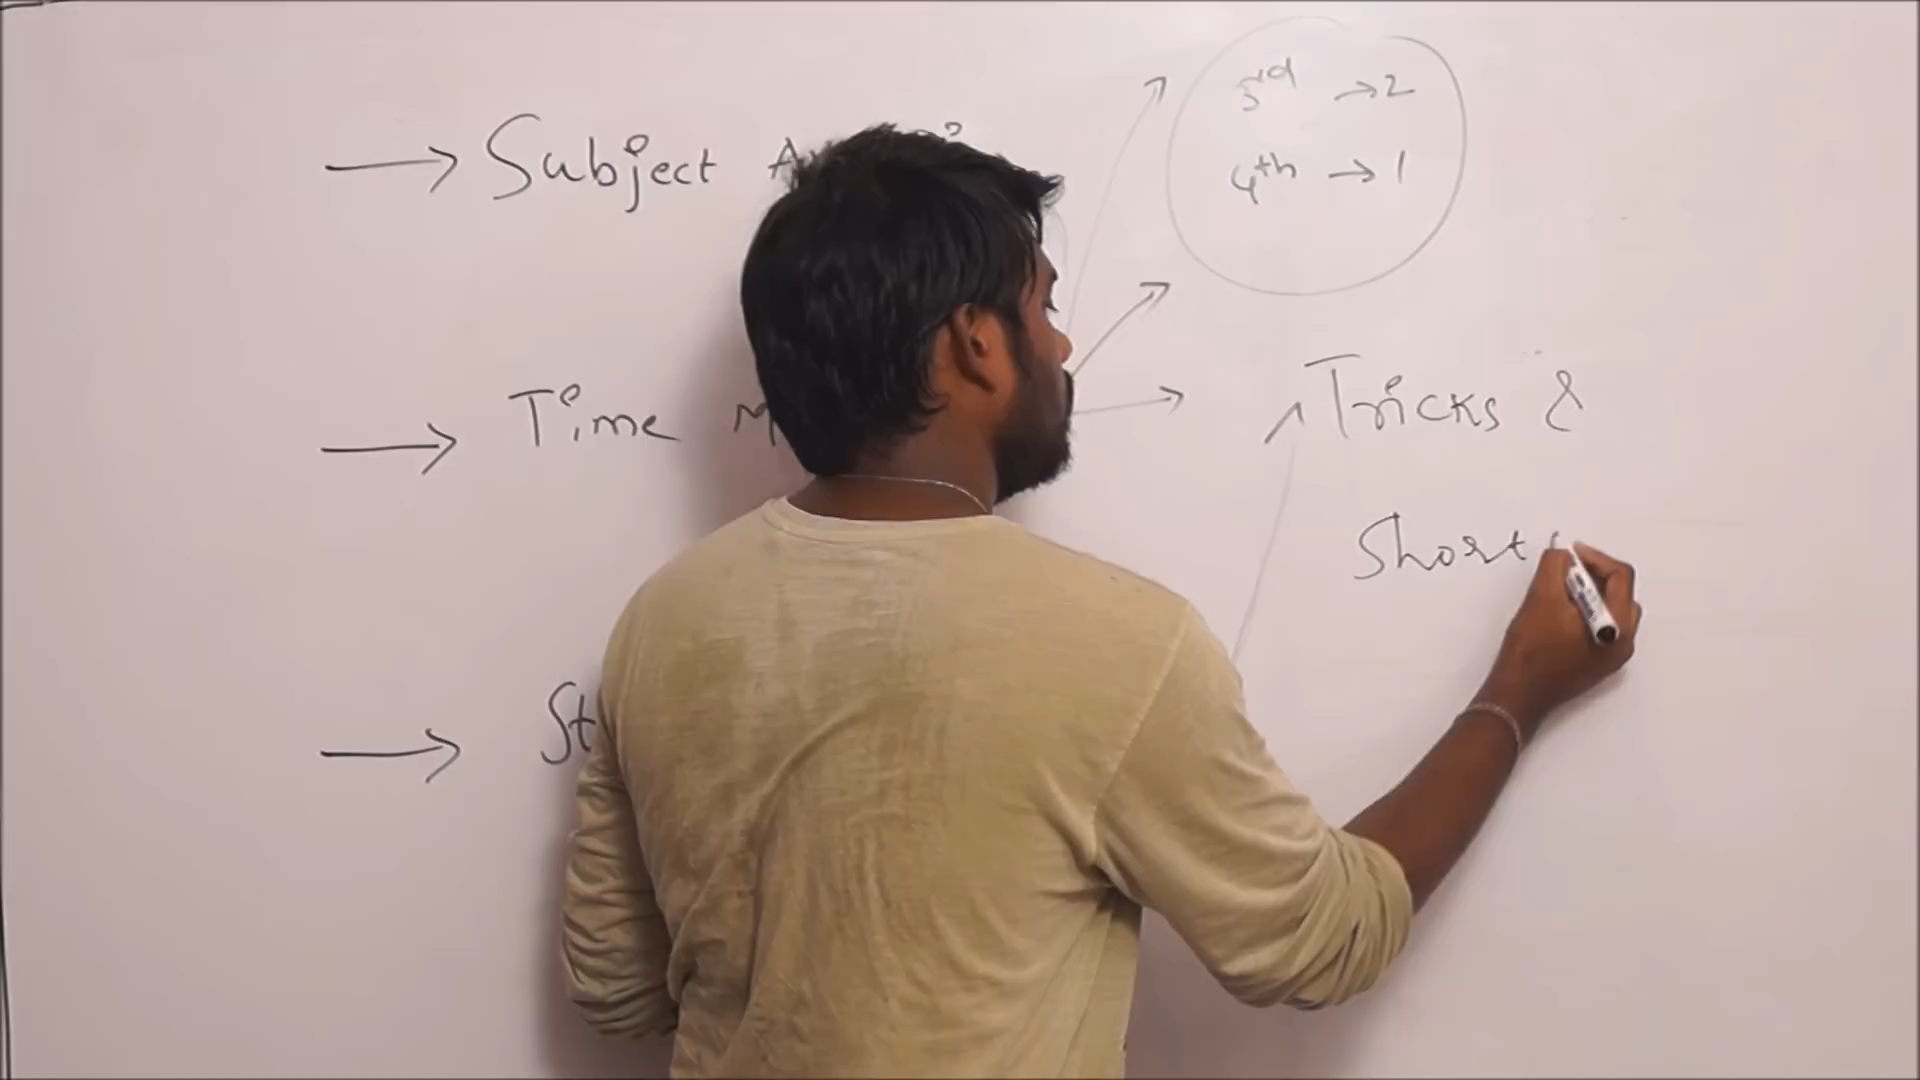 → Subject
3rd → 2
4th → 1
→ Time
Tricks &
Short
→ St